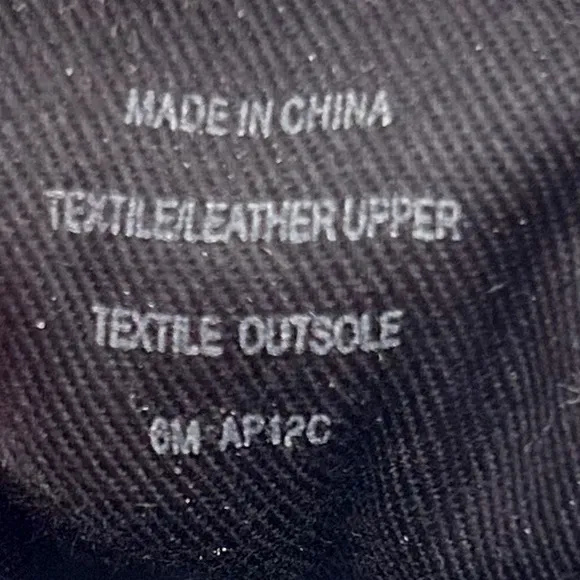 MADE IN CHINA
TEXTILE/LEATHER UPPER
TEXTILE OUTSOLE
6M AP12C